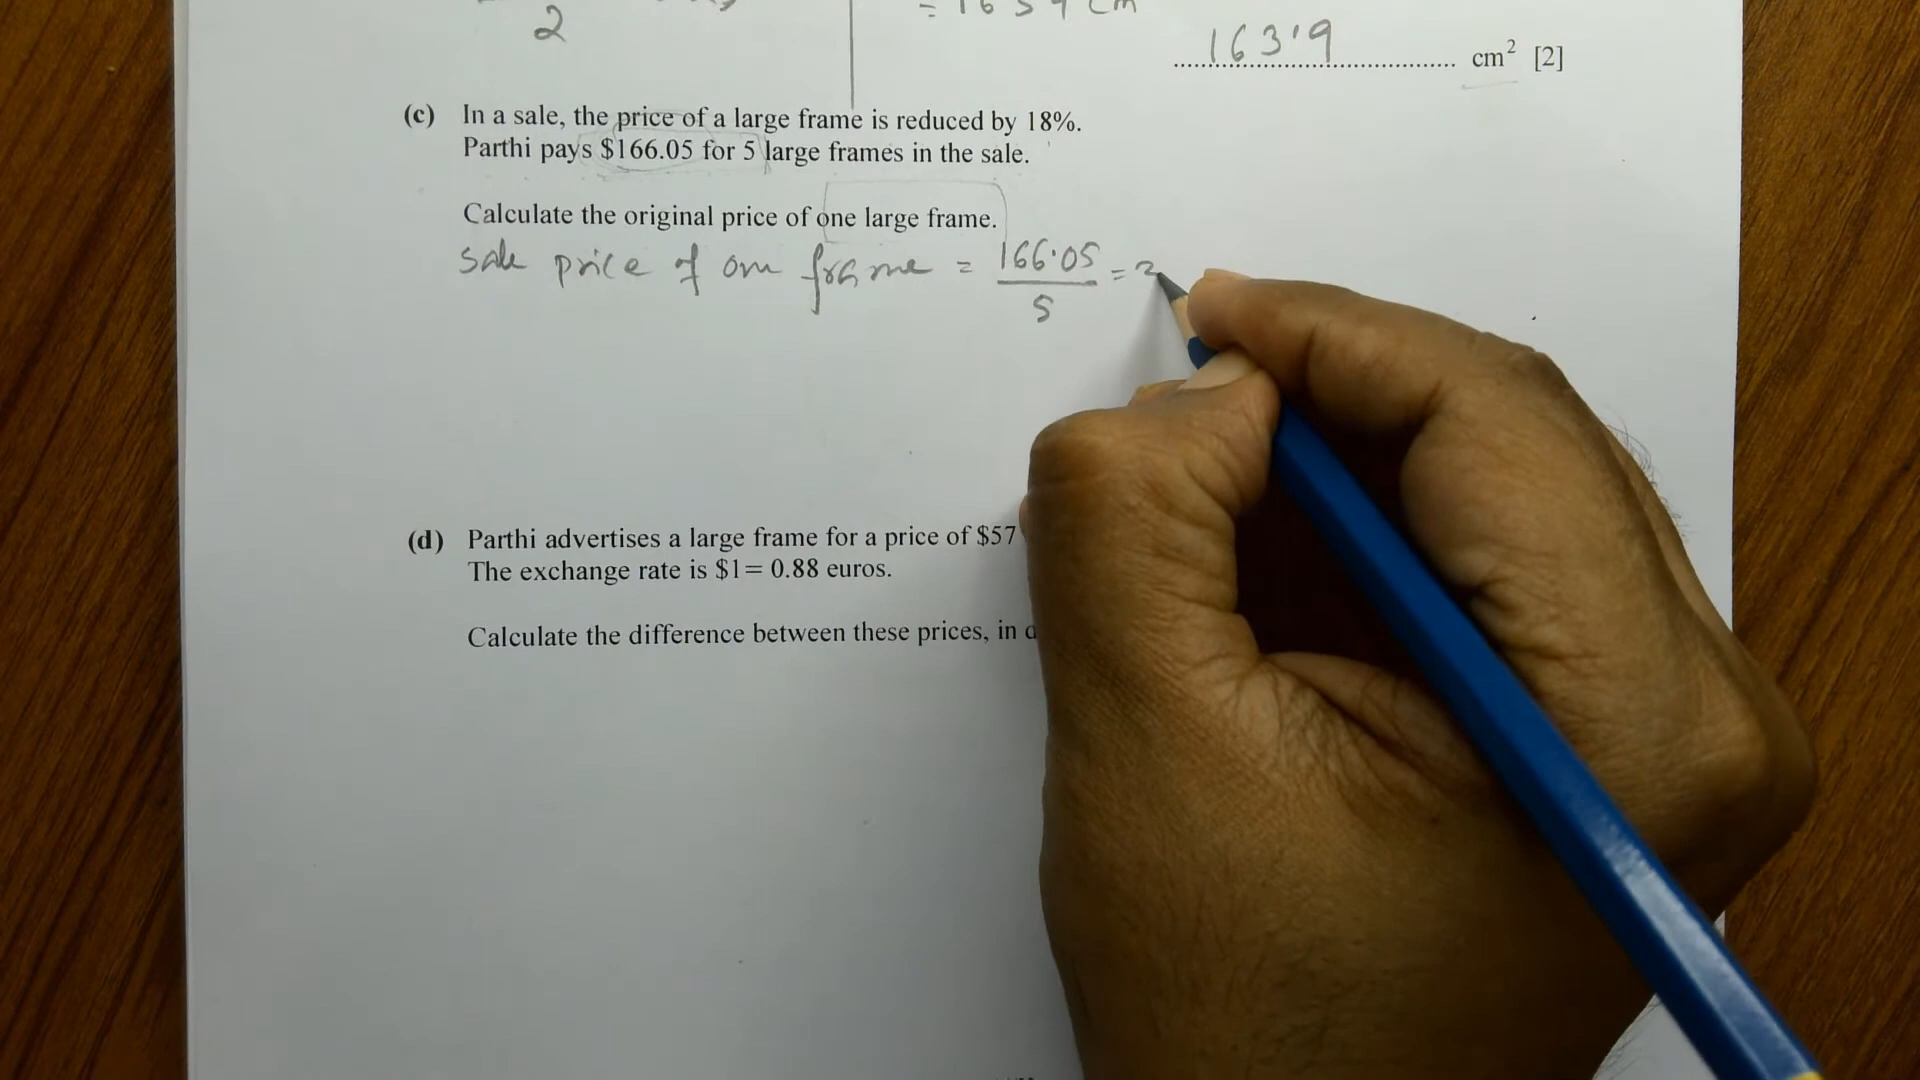 2
= 1639 cm
163.9 cm² [2]
(c) In a sale, the price of a large frame is reduced by 18%.
Parthi pays $166.05 for 5 large frames in the sale.
Calculate the original price of one large frame.
sale price of one frame = 166.05 =
5
(d) Parthi advertises a large frame for a price of $57
The exchange rate is $1= 0.88 euros.
Calculate the difference between these prices, in